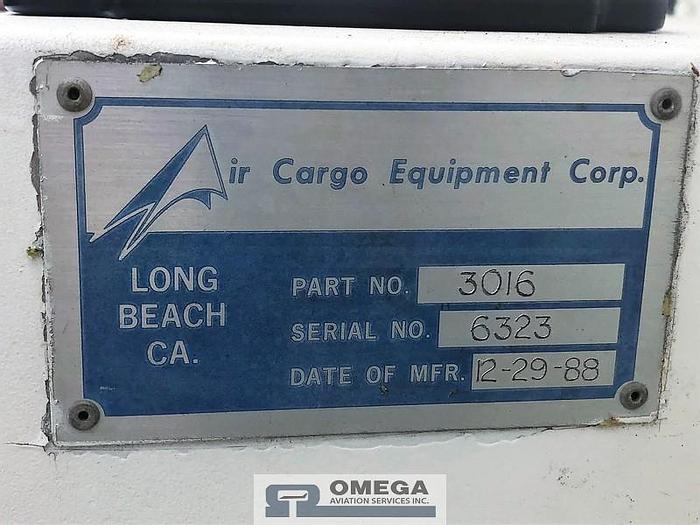 Air Cargo Equipment Corp.
LONG
BEACH
CA.
PART NO. 3016
SERIAL NO. 6323
DATE OF MFR. 12-29-88
OMEGA
AVIATION SERVICES INC.